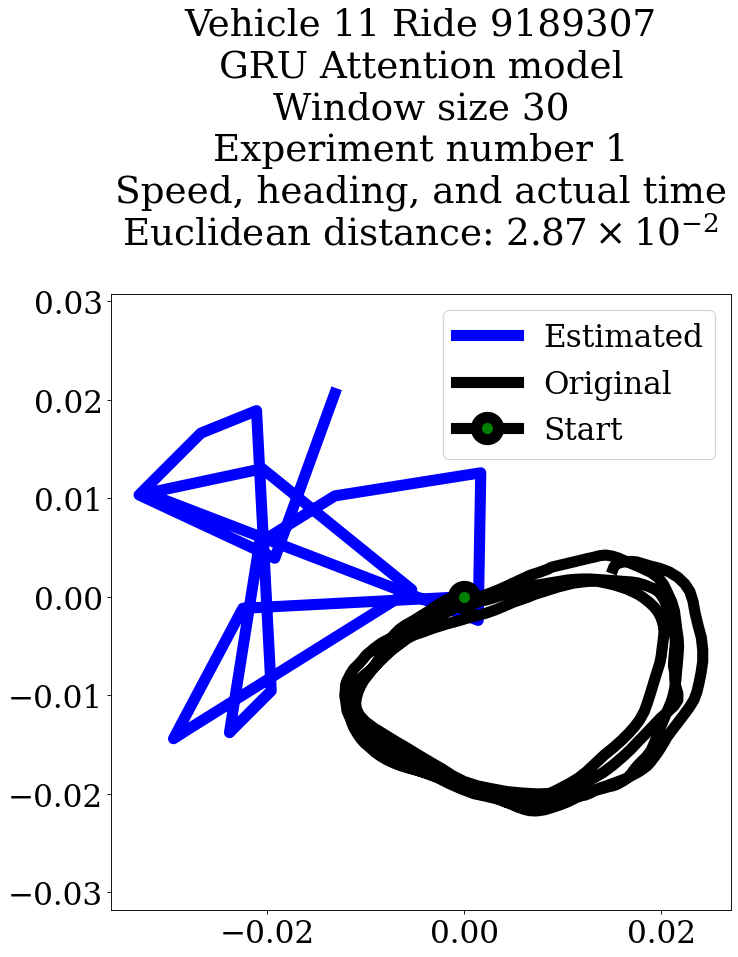 Vehicle 11 Ride 9189307
GRU Attention model
Window size 30
Experiment number 1
Speed, heading, and actual time
Euclidean distance: 2.87 × 10⁻²
0.03
0.02
0.01
0.00
−0.01
−0.02
−0.03
Estimated
Original
Start
−0.02 0.00 0.02